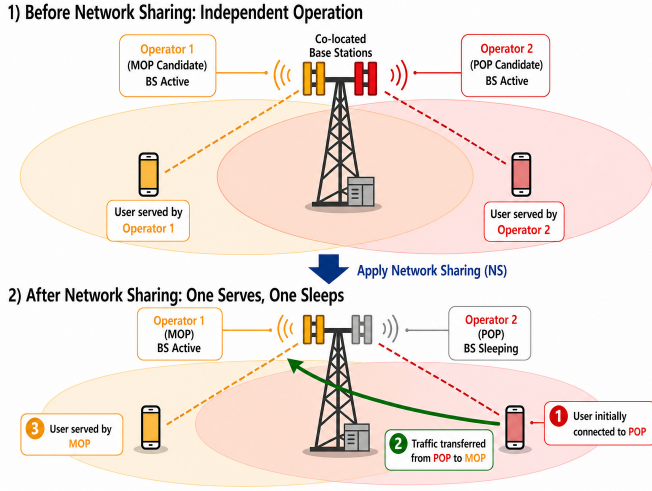 1) Before Network Sharing: Independent Operation
Operator 1
(MOP Candidate)
BS Active
Co-located
Base Stations
Operator 2
(POP Candidate)
BS Active
User served by
Operator 1
User served by
Operator 2
Apply Network Sharing (NS)
2) After Network Sharing: One Serves, One Sleeps
Operator 1
(MOP)
BS Active
Operator 2
(POP)
BS Sleeping
3 User served by
MOP
2 Traffic transferred
from POP to MOP
1 User initially
connected to POP